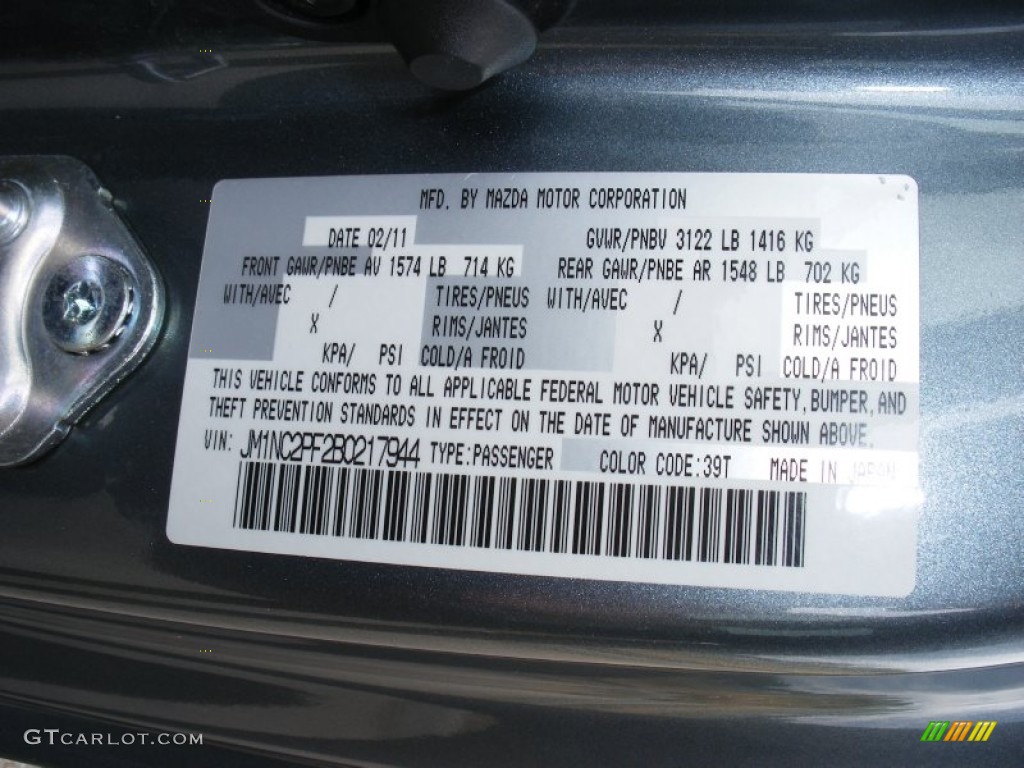 MFD. BY MAZDA MOTOR CORPORATION
DATE 02/11 GVWR/PNBV 3122 LB 1416 KG
FRONT GAWR/PNBE AV 1574 LB 714 KG REAR GAWR/PNBE AR 1548 LB 702 KG
WITH/AVEC / TIRES/PNEUS WITH/AVEC / TIRES/PNEUS
X RIMS/JANTES X RIMS/JANTES
KPA/ PSI COLD/A FROID KPA/ PSI COLD/A FROID
THIS VEHICLE CONFORMS TO ALL APPLICABLE FEDERAL MOTOR VEHICLE SAFETY, BUMPER, AND
THEFT PREVENTION STANDARDS IN EFFECT ON THE DATE OF MANUFACTURE SHOWN ABOVE.
VIN: JM1NC2PF2B0217944 TYPE:PASSENGER COLOR CODE:39T MADE IN JAPAN
GTCARLOT.COM